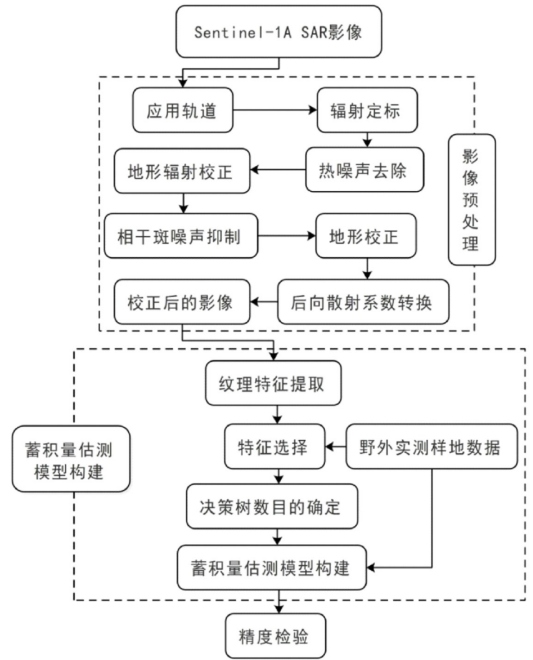 Sentinel-1A SAR影像
应用轨道
辐射定标
热噪声去除
地形辐射校正
相干斑噪声抑制
地形校正
后向散射系数转换
校正后的影像
影
像
预
处
理
纹理特征提取
特征选择
野外实测样地数据
蓄积量估测
模型构建
决策树数目的确定
蓄积量估测模型构建
精度检验